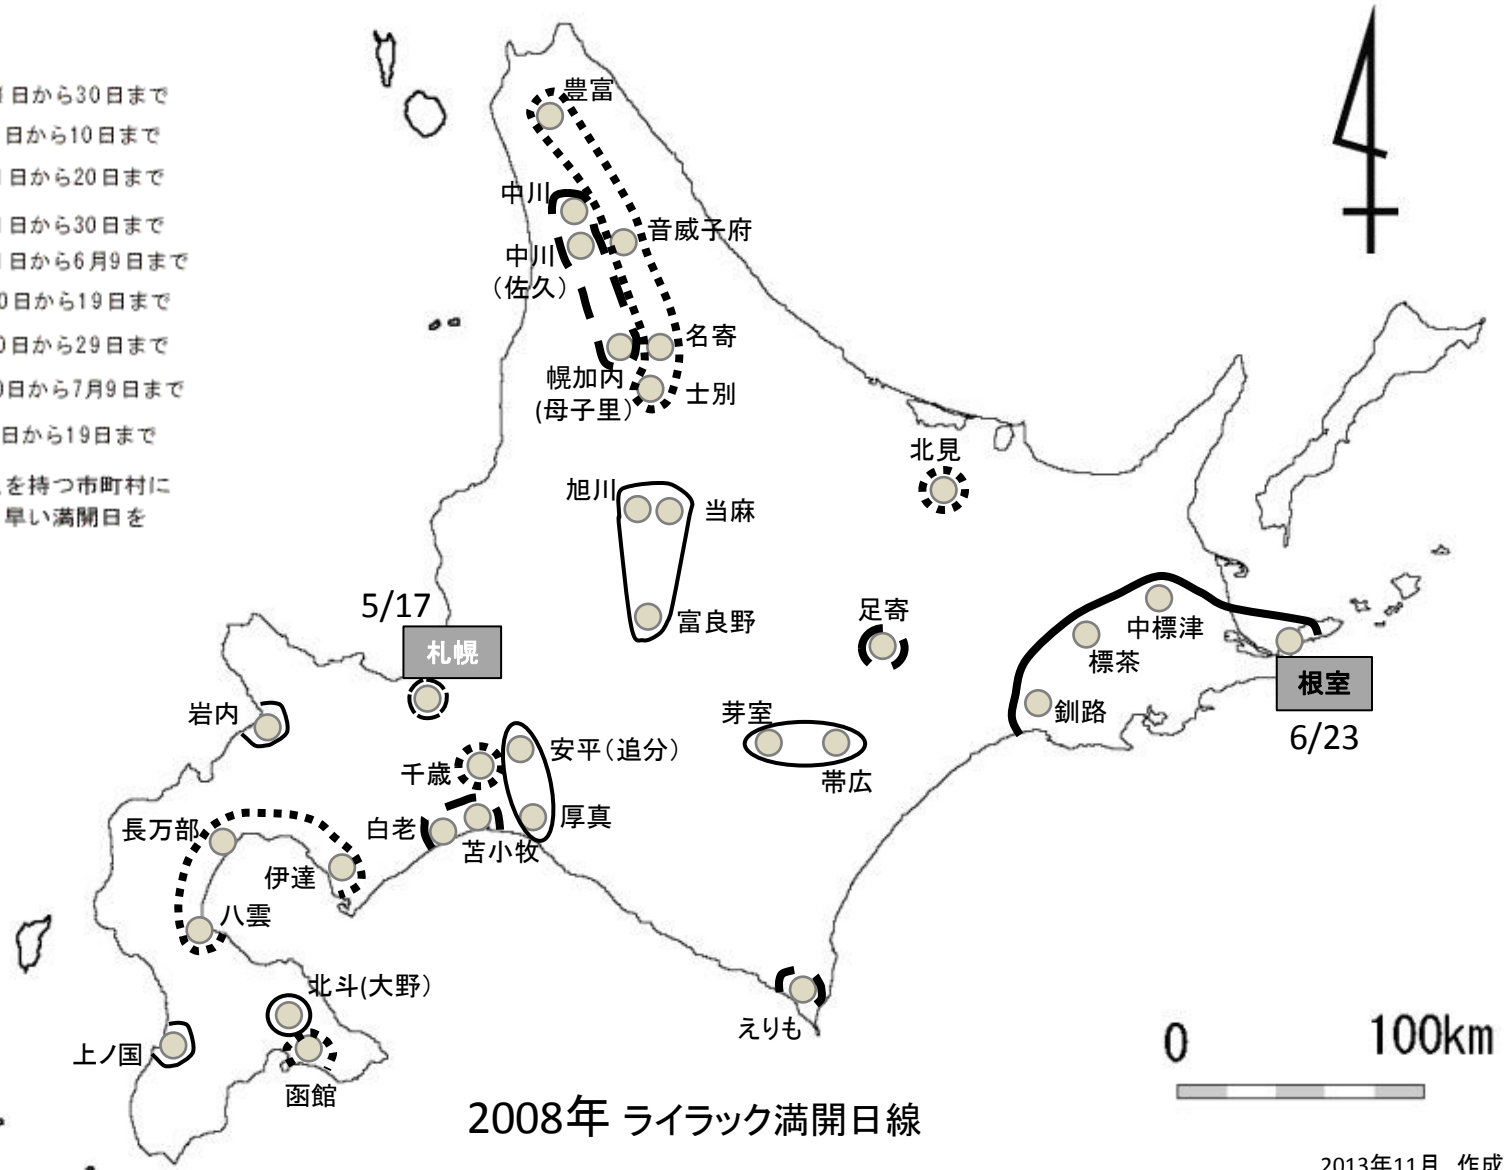 日から30日まで
日から10日まで
日から20日まで
日から30日まで
日から6月9日まで
0日から19日まで
0日から29日まで
0日から7月9日まで
日から19日まで
を持つ市町村に
早い満開日を
豊富
中川
音威子府
中川
（佐久）
名寄
幌加内
(母子里)
士別
北見
旭川
当麻
富良野
5/17
札幌
足寄
中標津
標茶
根室
6/23
釧路
岩内
芽室
帯広
安平（追分）
千歳
厚真
白老
苫小牧
長万部
伊達
八雲
北斗(大野）
上ノ国
函館
えりも
0
100km
2008年 ライラック満開日線
2013年11月 作成